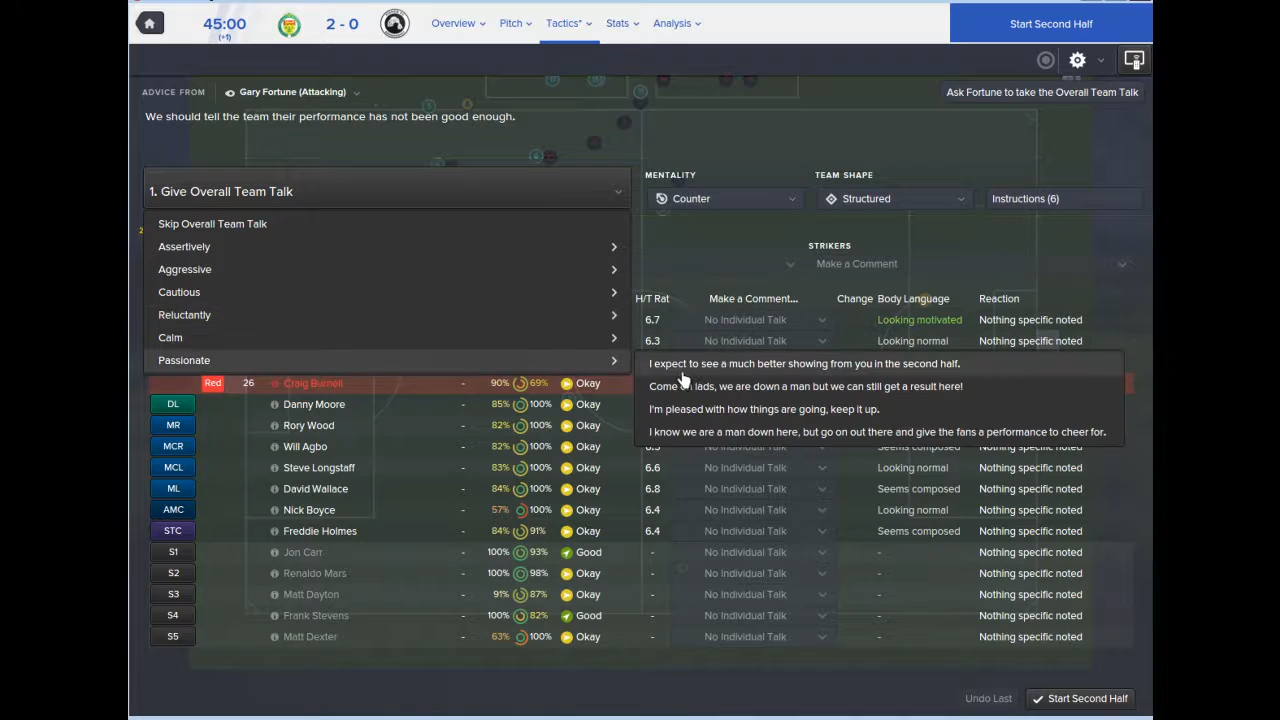 45:00
(+1)
2 - 0
Overview
Pitch
Tactics*
Stats
Analysis
Start Second Half
ADVICE FROM
Gary Fortune (Attacking)
Ask Fortune to take the Overall Team Talk
We should tell the team their performance has not been good enough.
1. Give Overall Team Talk
MENTALITY
Counter
TEAM SHAPE
Structured
Instructions (6)
Skip Overall Team Talk
Assertively
Aggressive
Cautious
Reluctantly
Calm
Passionate
STRIKERS
Make a Comment
H/T Rat Make a Comment... Change Body Language Reaction
6.7 No Individual Talk Looking motivated Nothing specific noted
6.3 No Individual Talk Looking normal Nothing specific noted
I expect to see a much better showing from you in the second half.
Come on lads, we are down a man but we can still get a result here!
I'm pleased with how things are going, keep it up.
I know we are a man down here, but go on out there and give the fans a performance to cheer for.
Red 26 Craig Burnell - 90% 69% Okay
DL Danny Moore - 85% 100% Okay
MR Rory Wood - 82% 100% Okay
MCR Will Agbo - 82% 100% Okay No Individual Talk Seems composed Nothing specific noted
MCL Steve Longstaff - 83% 100% Okay 6.6 No Individual Talk Looking normal Nothing specific noted
ML David Wallace - 84% 100% Okay 6.8 No Individual Talk Seems composed Nothing specific noted
AMC Nick Boyce - 57% 100% Okay 6.4 No Individual Talk Looking normal Nothing specific noted
STC Freddie Holmes - 84% 91% Okay 6.4 No Individual Talk Seems composed Nothing specific noted
S1 Jon Carr - 100% 93% Good - No Individual Talk - Nothing specific noted
S2 Renaldo Mars - 100% 98% Okay - No Individual Talk - Nothing specific noted
S3 Matt Dayton - 91% 87% Okay - No Individual Talk - Nothing specific noted
S4 Frank Stevens - 100% 82% Good - No Individual Talk - Nothing specific noted
S5 Matt Dexter - 63% 100% Okay - No Individual Talk - Nothing specific noted
Undo Last
Start Second Half